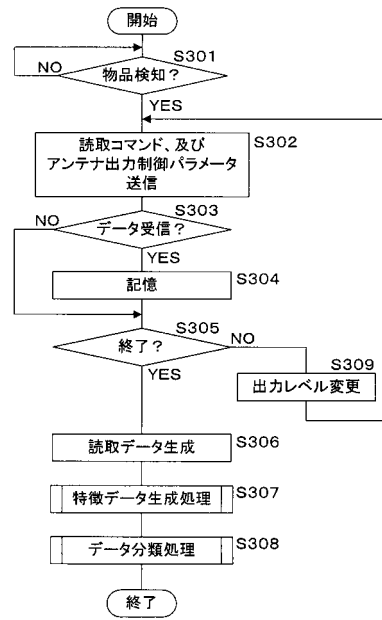 開始
S301
物品検知？
NO
YES
S302
読取コマンド、及び
アンテナ出力制御パラメータ
送信
S303
データ受信？
NO
YES
S304
記憶
S305
終了？
NO
YES
S309
出力レベル変更
読取データ生成
S306
特徴データ生成処理
S307
データ分類処理
S308
終了